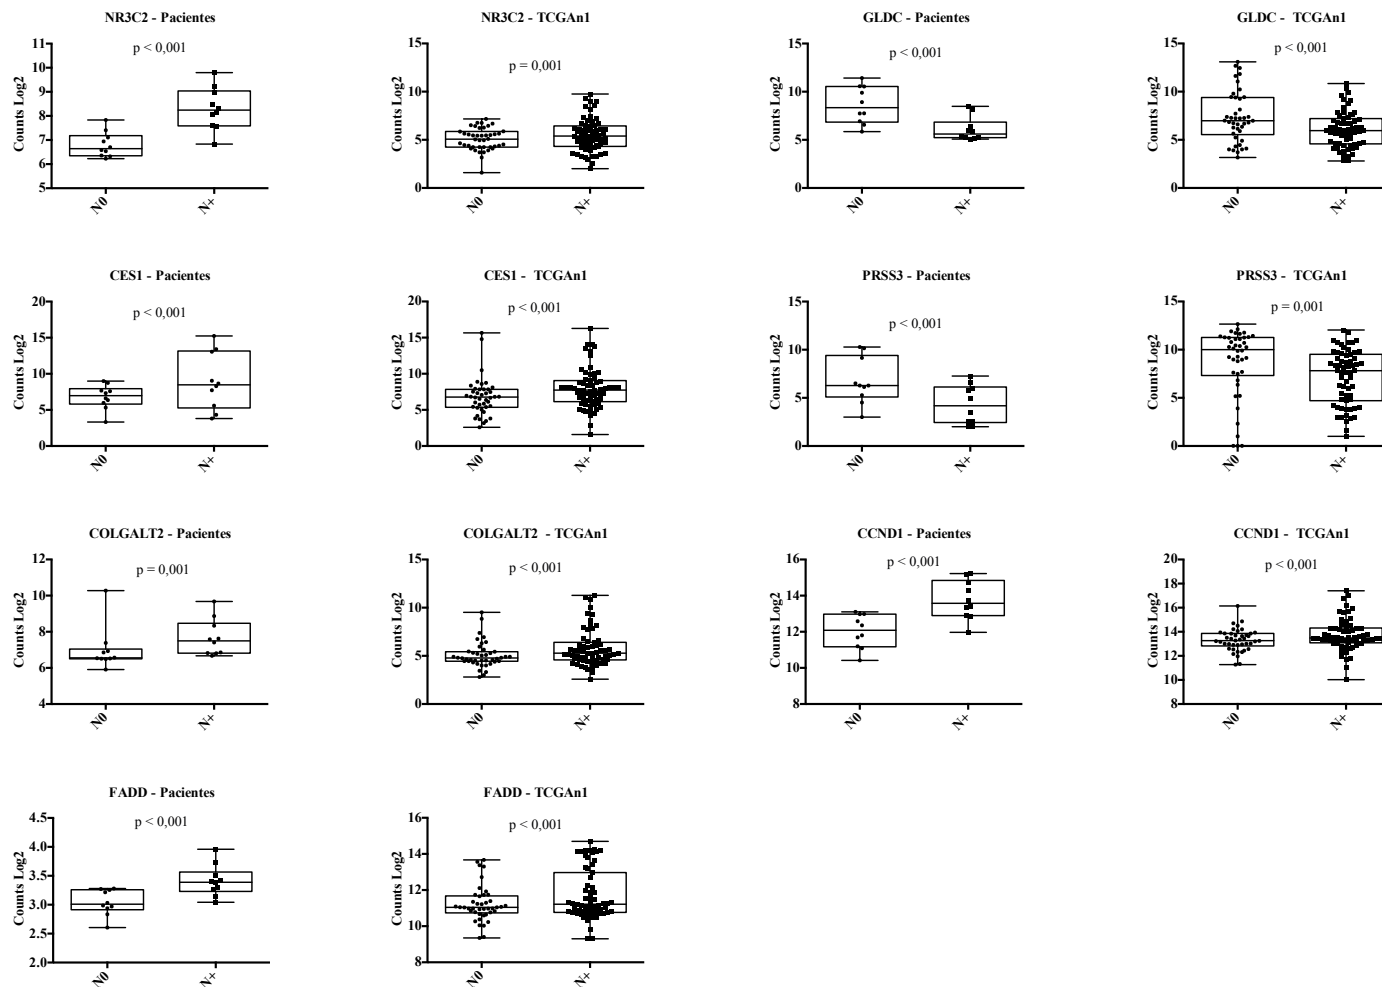 NR3C2 - Pacientes
p < 0,001
Counts Log2
11
10
9
8
7
6
5
N0
N+
NR3C2 - TCGAn1
p = 0,001
Counts Log2
15
10
5
0
N0
N+
GLDC - Pacientes
p < 0,001
Counts Log2
15
10
5
0
N0
N+
GLDC - TCGAn1
p < 0,001
Counts Log2
15
10
5
0
N0
N+
CES1 - Pacientes
p < 0,001
Counts Log2
20
15
10
5
0
N0
N+
CES1 - TCGAn1
p < 0,001
Counts Log2
20
15
10
5
0
N0
N+
PRSS3 - Pacientes
p < 0,001
Counts Log2
15
10
5
0
N0
N+
PRSS3 - TCGAn1
p = 0,001
Counts Log2
15
10
5
0
N0
N+
COLGALT2 - Pacientes
p = 0,001
Counts Log2
12
10
8
6
4
N0
N+
COLGALT2 - TCGAn1
p < 0,001
Counts Log2
15
10
5
0
N0
N+
CCND1 - Pacientes
p < 0,001
Counts Log2
16
14
12
10
8
N0
N+
CCND1 - TCGAn1
p < 0,001
Counts Log2
20
18
16
14
12
10
8
N0
N+
FADD - Pacientes
p < 0,001
Counts Log2
4.5
4.0
3.5
3.0
2.5
2.0
N0
N+
FADD - TCGAn1
p < 0,001
Counts Log2
16
14
12
10
8
N0
N+